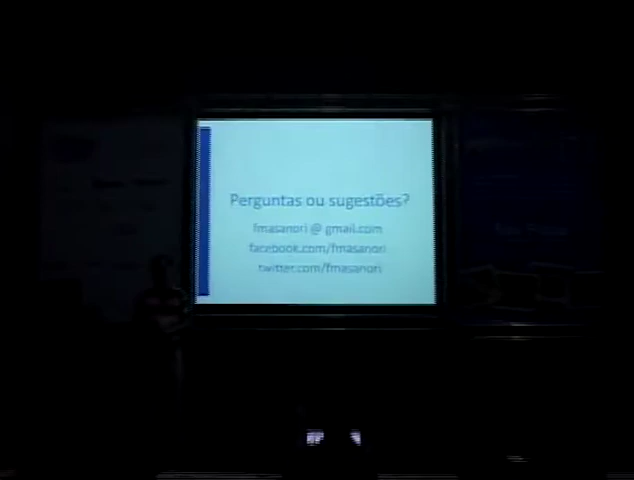 Perguntas ou sugestões?
fmasanori @ gmail.com
facebook.com/fmasanori
twitter.com/fmasanori